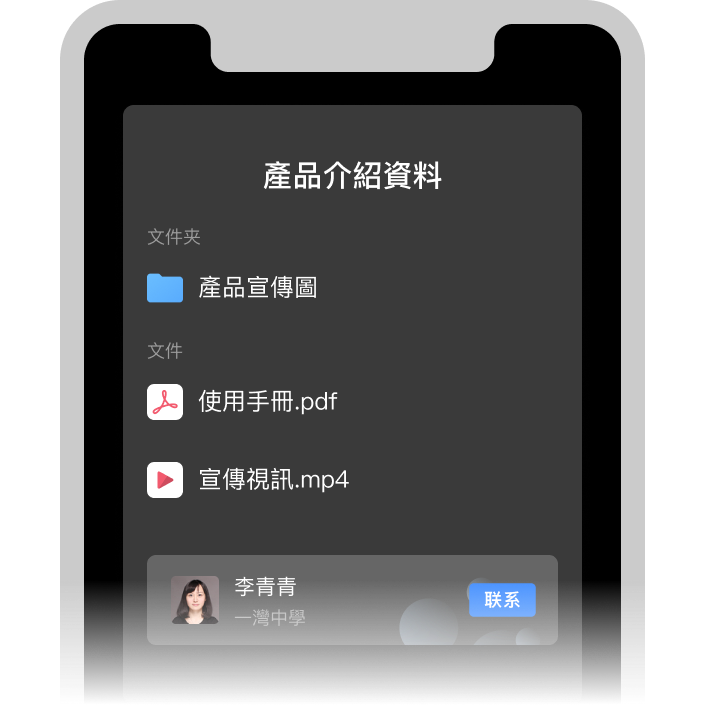 產品介紹資料
文件夹
產品宣傳圖
文件
使用手冊.pdf
宣傳視訊.mp4
李青青
联系
一灣中學